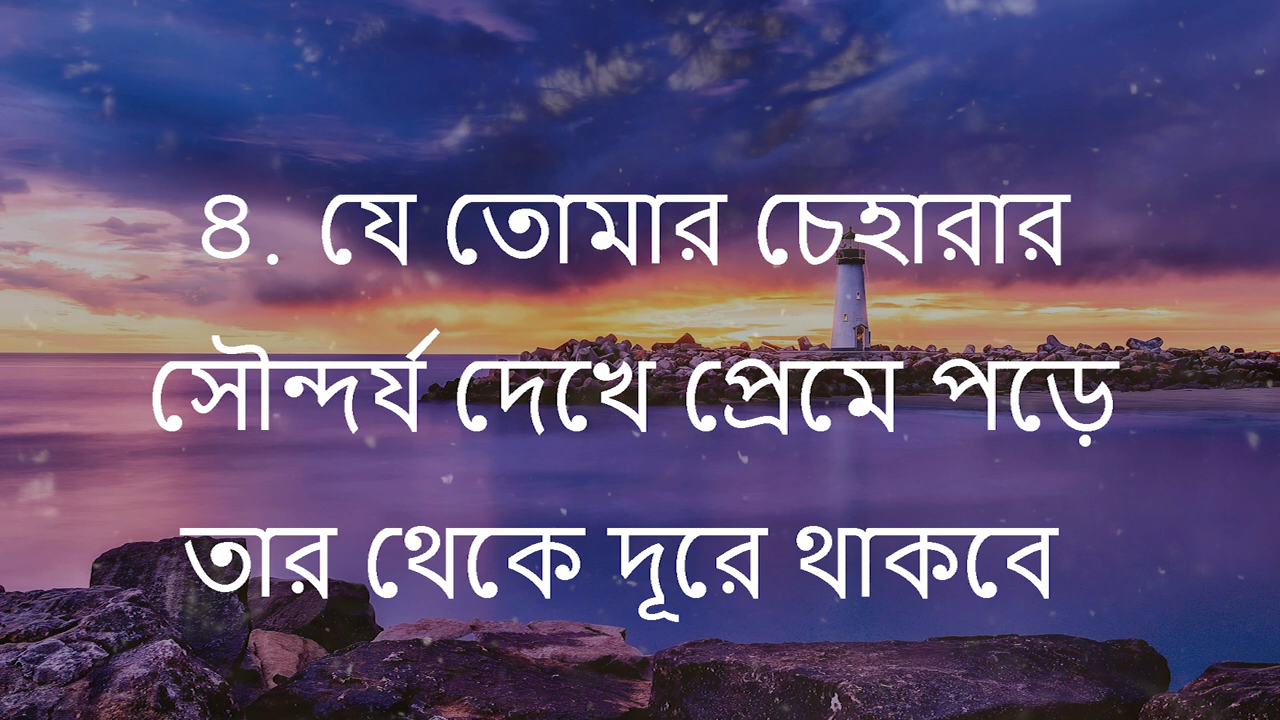 ৪. যে তোমার চেহারার
সৌন্দর্য দেখে প্রেমে পড়ে
তার থেকে দূরে থাকবে